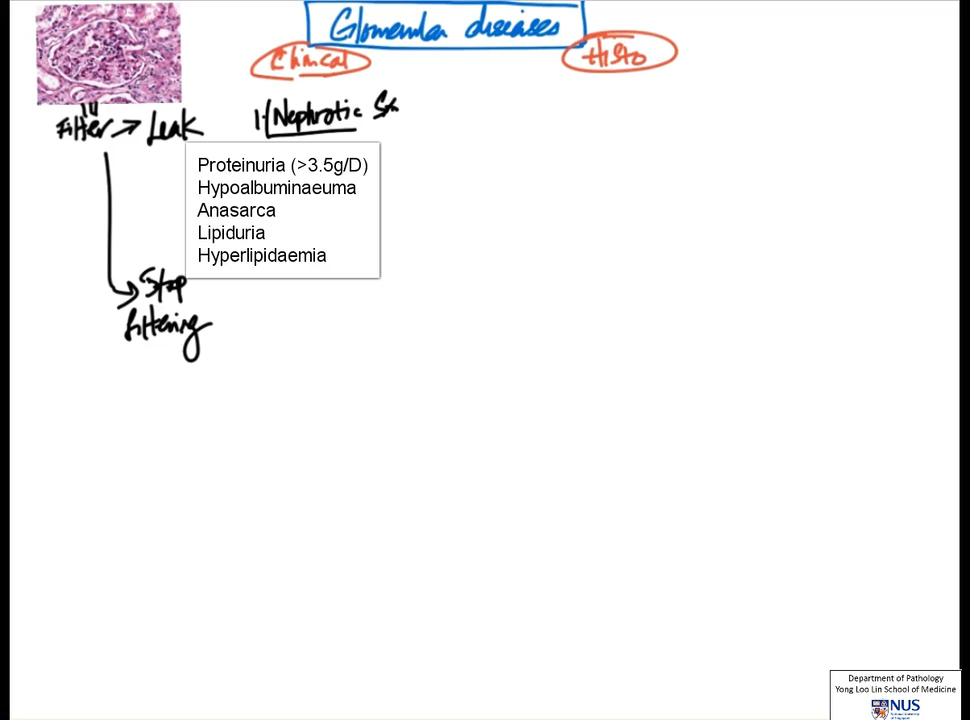 Glomerular diseases
Clinical
Histo
Filter → Leak
1/ Nephrotic Sx
Proteinuria (>3.5g/D)
Hypoalbuminaeuma
Anasarca
Lipiduria
Hyperlipidaemia
Stop
filtering
Department of Pathology
Yong Loo Lin School of Medicine
NUS